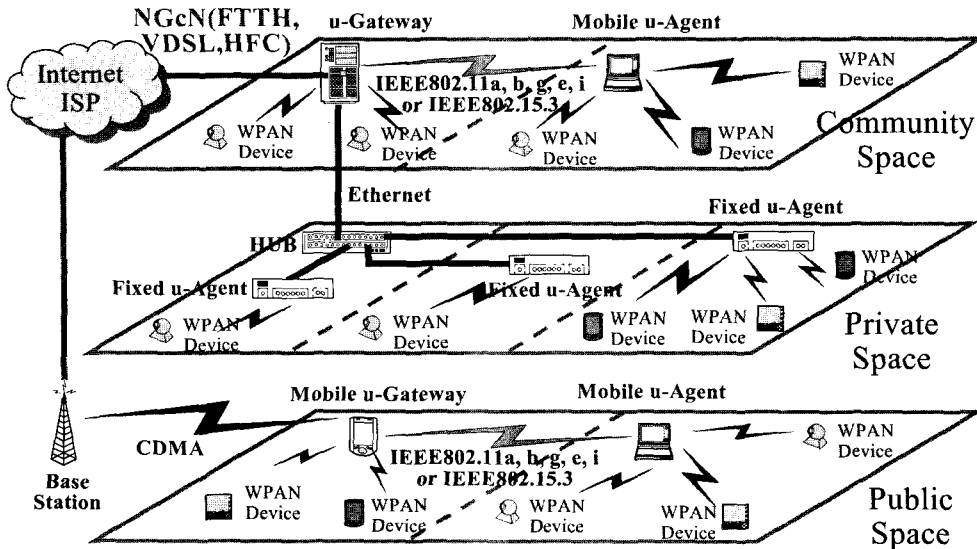 NGcN(FTTH,
VDSL,HFC)
u-Gateway
Mobile u-Agent
Internet
ISP
WPAN
Device
IEEE802.11a, b, g, e, i
or IEEE802.15.3
WPAN
Device
WPAN
Device
WPAN
Device
WPAN
Device
Community
Space
Ethernet
Fixed u-Agent
HUB
WPAN
Device
Fixed u-Agent
Fixed u-Agent
WPAN
Device
WPAN
Device
WPAN
Device
WPAN
Device
Private
Space
Mobile u-Gateway
Mobile u-Agent
CDMA
WPAN
Device
IEEE802.11a, b, g, e, i
or IEEE802.15.3
Base
Station
WPAN
Device
WPAN
Device
WPAN
Device
WPAN
Device
Public
Space